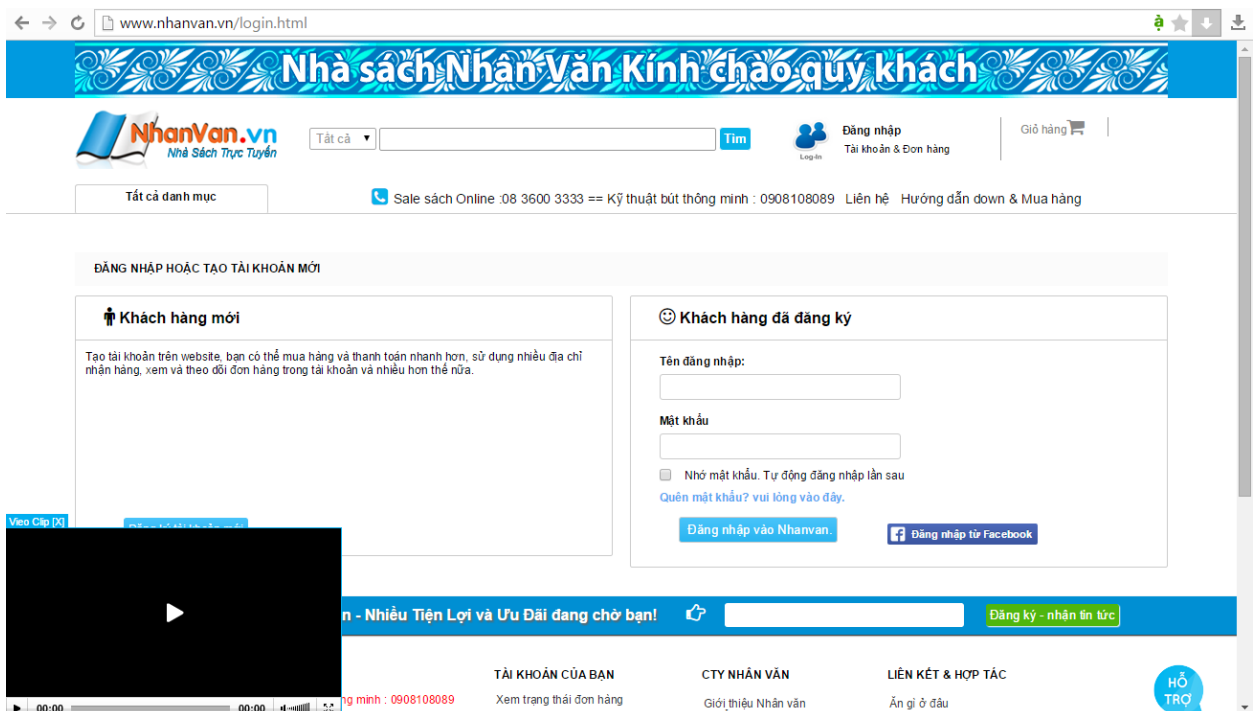 www.nhanvan.vn/login.html
Nhà sách Nhân Văn Kính chào quý khách
NhanVan.vn
Nhà Sách Trực Tuyến
Tất cả
Tìm
Log-In
Đăng nhập
Tài khoản & Đơn hàng
Giỏ hàng
Tất cả danh mục
Sale sách Online :08 3600 3333 == Kỹ thuật bút thông minh : 0908108089 Liên hệ Hướng dẫn down & Mua hàng
ĐĂNG NHẬP HOẶC TẠO TÀI KHOẢN MỚI
Khách hàng mới
Tạo tài khoản trên website, bạn có thể mua hàng và thanh toán nhanh hơn, sử dụng nhiều địa chỉ
nhận hàng, xem và theo dõi đơn hàng trong tài khoản và nhiều hơn thế nữa.
Khách hàng đã đăng ký
Tên đăng nhập:
Mật khẩu
Nhớ mật khẩu. Tự động đăng nhập lần sau
Quên mật khẩu? vui lòng vào đây.
Đăng nhập vào Nhanvan.
Đăng nhập từ Facebook
Vieo Clip [X]
00:00 00:00
n - Nhiều Tiện Lợi và Ưu Đãi đang chờ bạn!
Đăng ký - nhận tin tức
ng minh : 0908108089
TÀI KHOẢN CỦA BẠN
Xem trạng thái đơn hàng
CTY NHÂN VĂN
Giới thiệu Nhân văn
LIÊN KẾT & HỢP TÁC
Ăn gì ở đâu
HỖ
TRỢ